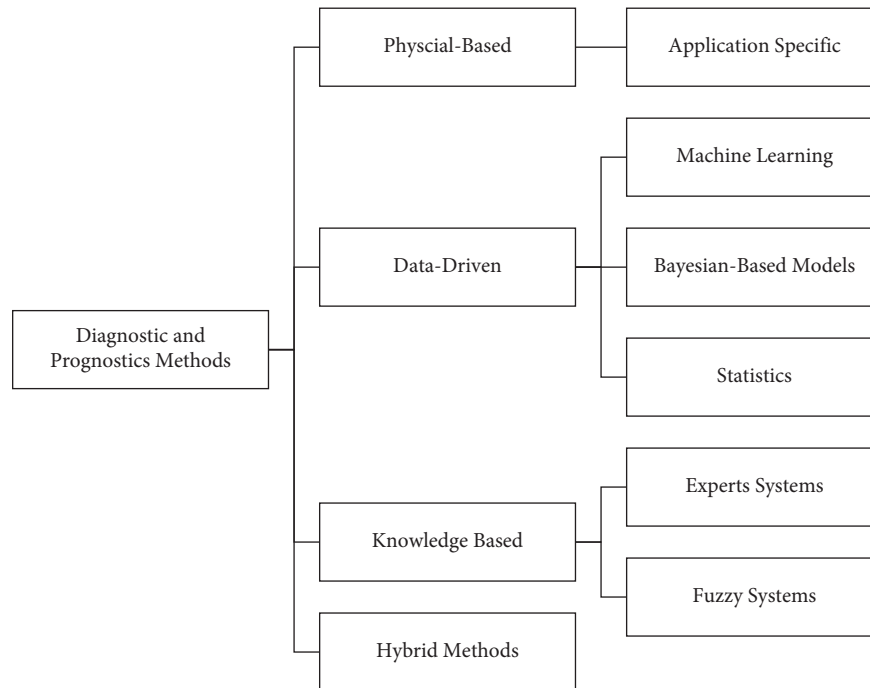 Physcial-Based
Application Specific
Machine Learning
Data-Driven
Bayesian-Based Models
Diagnostic and
Prognostics Methods
Statistics
Experts Systems
Knowledge Based
Fuzzy Systems
Hybrid Methods